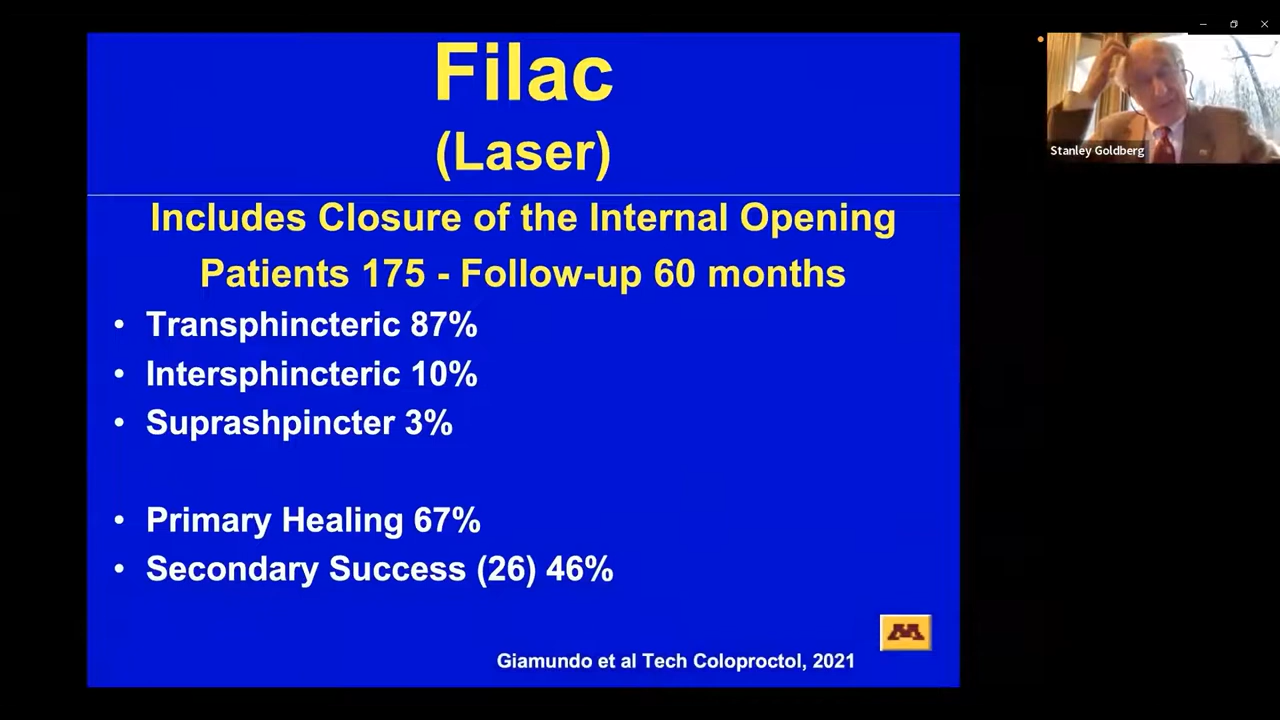 Filac
(Laser)
Includes Closure of the Internal Opening
Patients 175 - Follow-up 60 months
• Transphincteric 87%
• Intersphincteric 10%
• Suprashpincter 3%
• Primary Healing 67%
• Secondary Success (26) 46%
Giamundo et al Tech Coloproctol, 2021
M
Stanley Goldberg